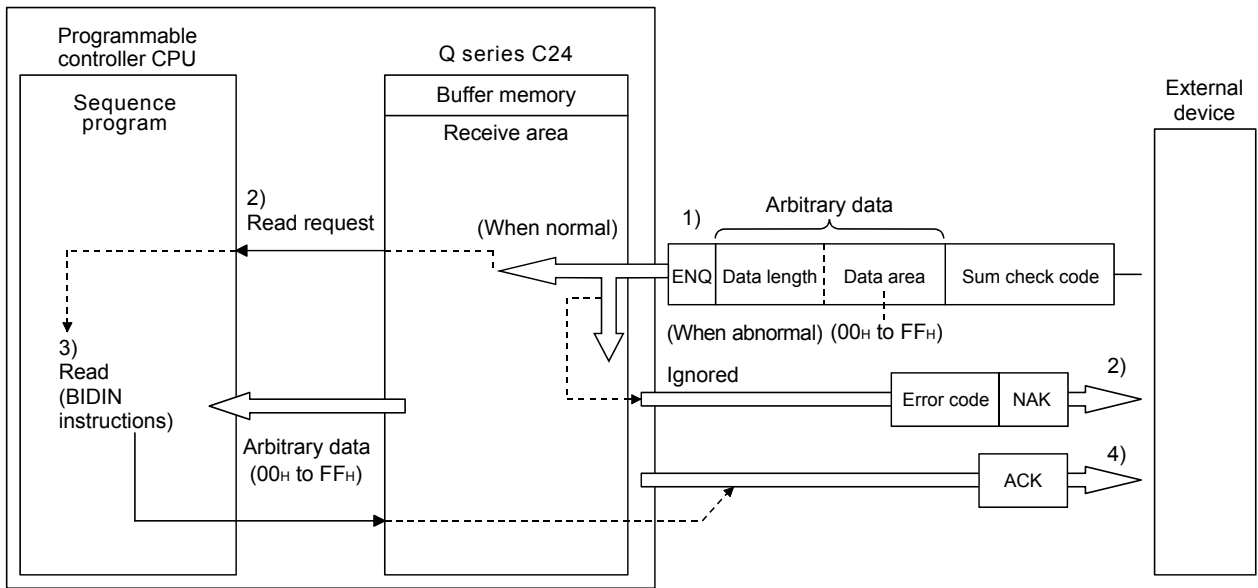 Programmable
controller CPU
Q series C24
External
device
Sequence
program
Buffer memory
Receive area
2)
Read request
(When normal)
1)
Arbitrary data
ENQ
Data length
Data area
Sum check code
(When abnormal)
(00H to FFH)
3)
Read
(BIDIN
instructions)
Ignored
Error code
NAK
2)
Arbitrary data
(00H to FFH)
ACK
4)